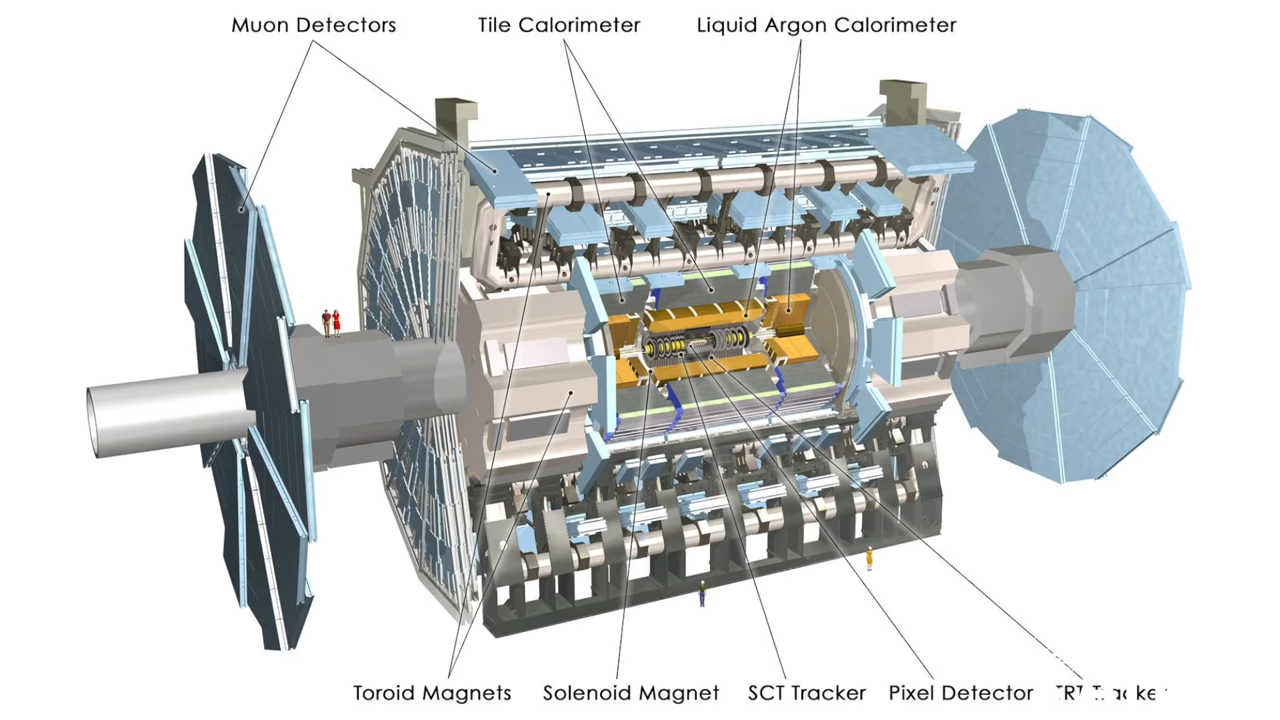 Muon Detectors
Tile Calorimeter
Liquid Argon Calorimeter
Toroid Magnets
Solenoid Magnet
SCT Tracker
Pixel Detector